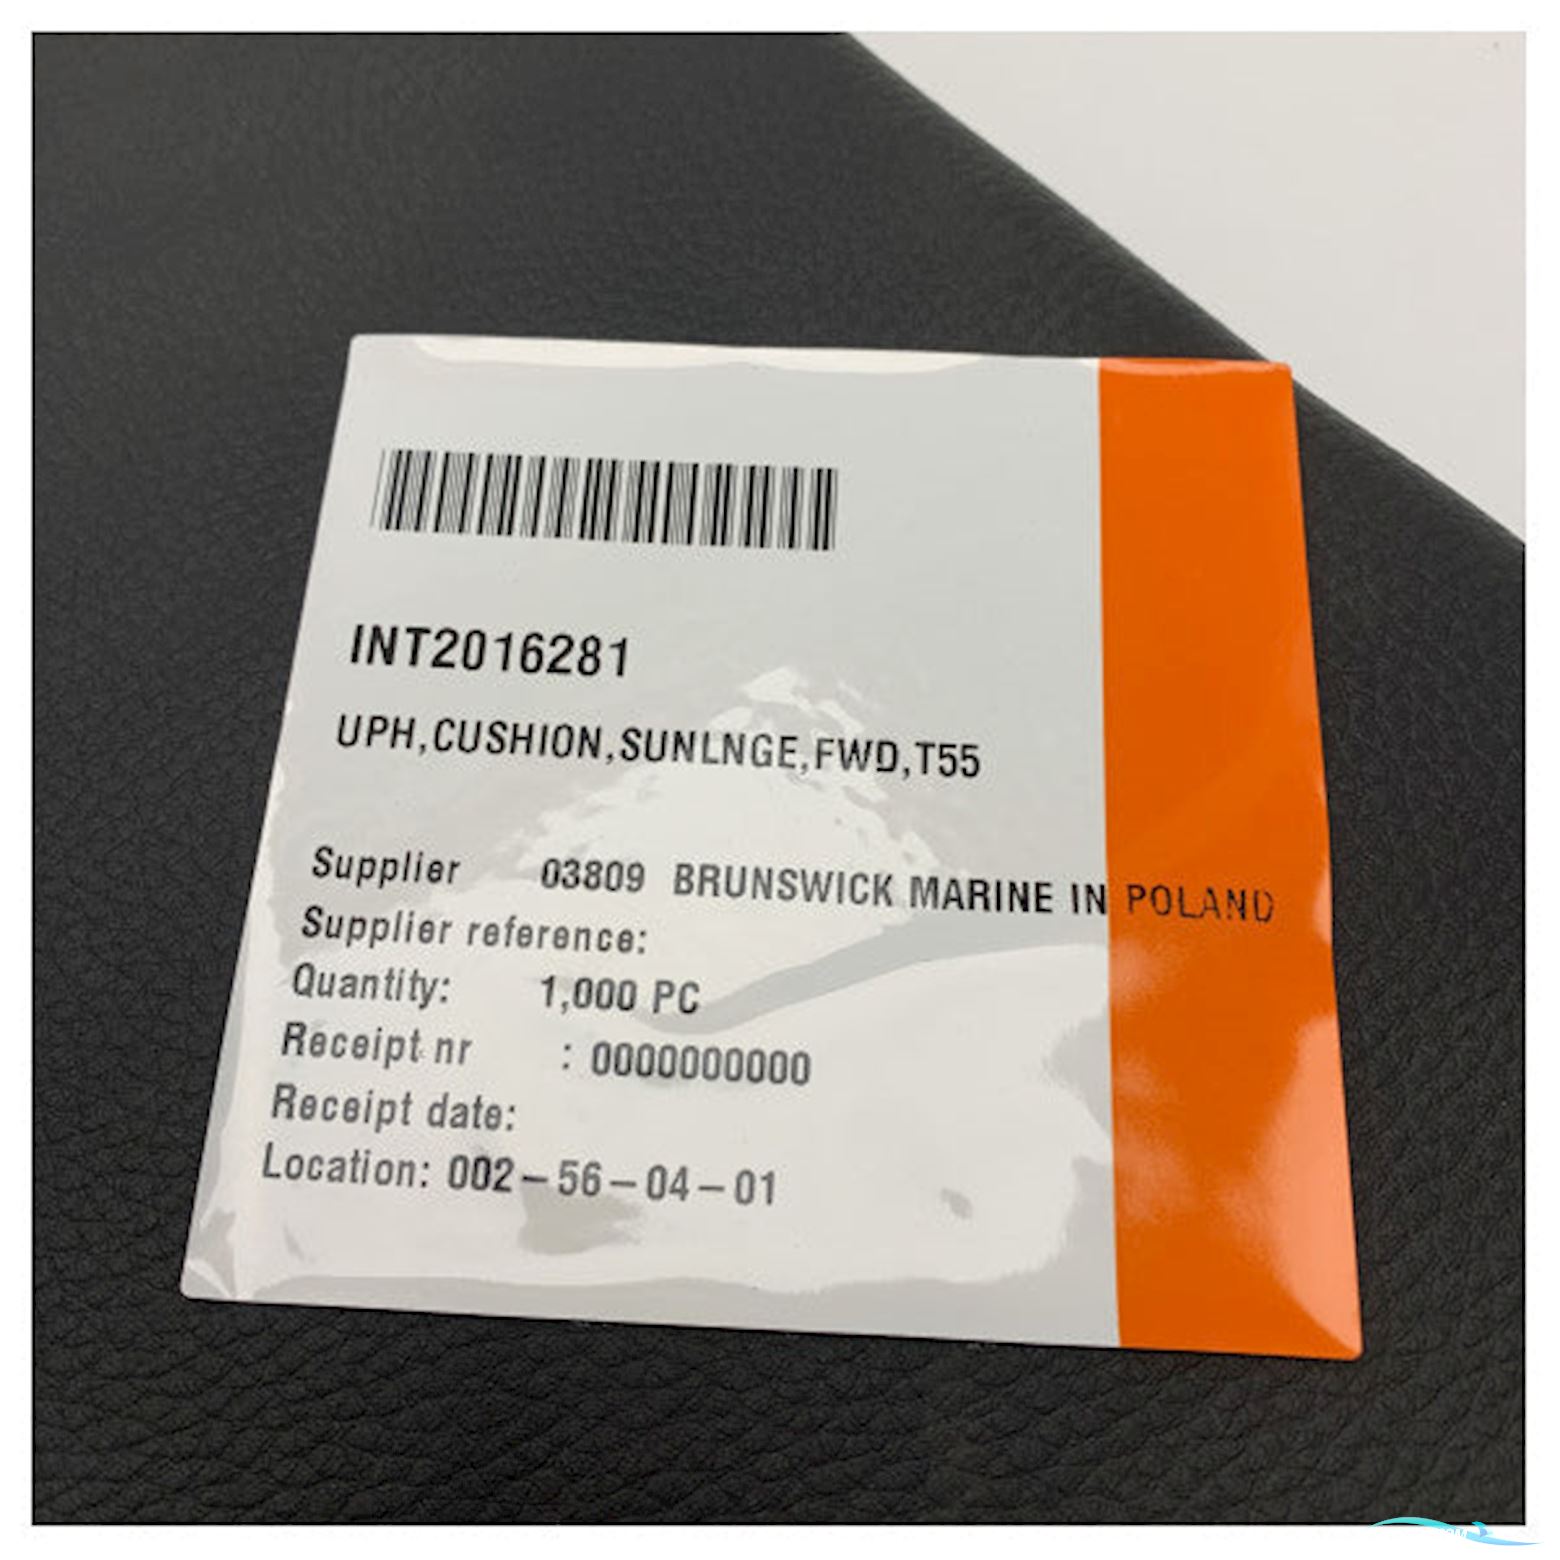 INT2016281
UPH,CUSHION,SUNLNGE,FWD,T55
Supplier 03809 BRUNSWICK MARINE IN POLAND
Supplier reference:
Quantity: 1,000 PC
Receipt nr : 0000000000
Receipt date:
Location: 002-56-04-01